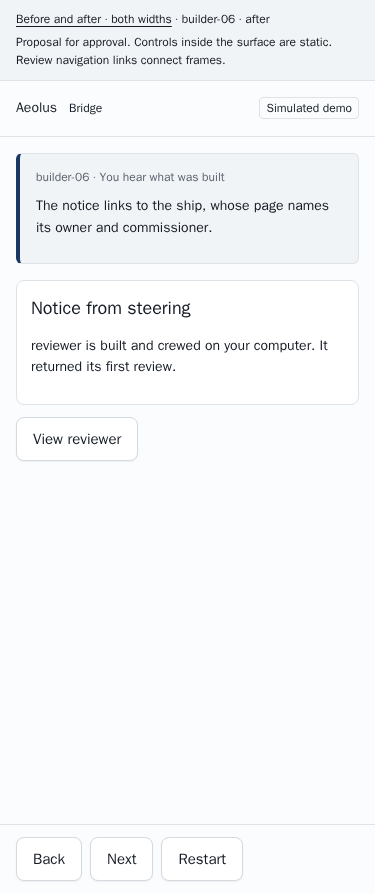 Before and after · both widths · builder-06 · after
Proposal for approval. Controls inside the surface are static.
Review navigation links connect frames.
Aeolus Bridge Simulated demo
builder-06 · You hear what was built
The notice links to the ship, whose page names
its owner and commissioner.
Notice from steering
reviewer is built and crewed on your computer. It
returned its first review.
View reviewer
Back Next Restart